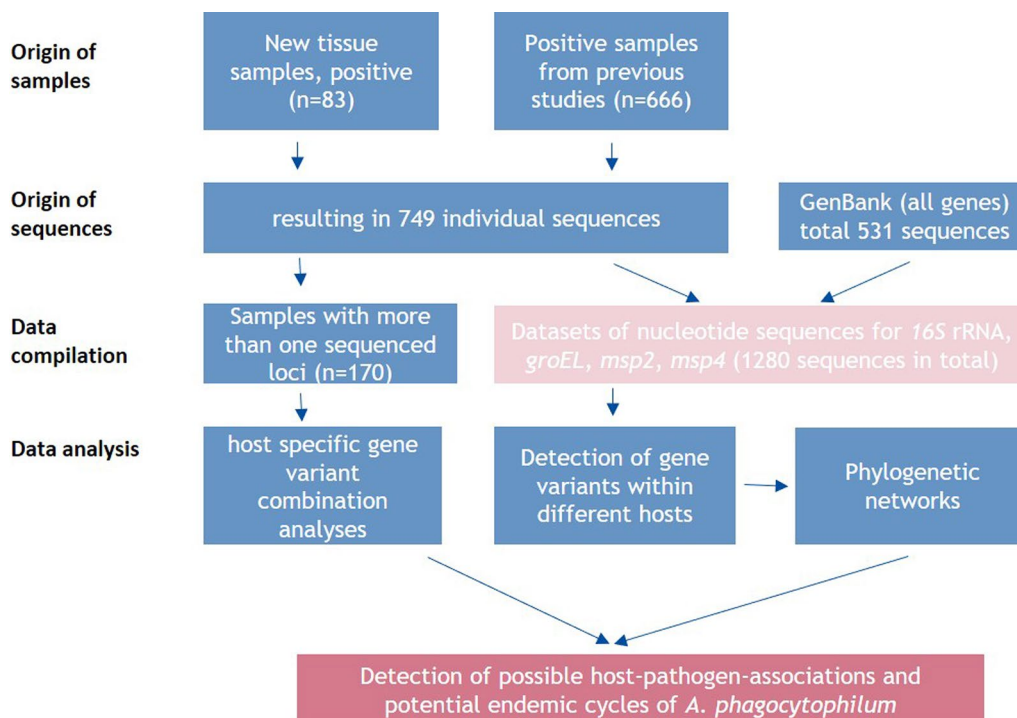 Origin of
samples
New tissue
samples, positive
(n=83)
Positive samples
from previous
studies (n=666)
Origin of
sequences
resulting in 749 individual sequences
GenBank (all genes)
total 531 sequences
Data
compilation
Samples with more
than one sequenced
loci (n=170)
Datasets of nucleotide sequences for 16S rRNA,
groEL, msp2, msp4 (1280 sequences in total)
Data analysis
host specific gene
variant
combination
analyses
Detection of gene
variants within
different hosts
Phylogenetic
networks
Detection of possible host-pathogen-associations and
potential endemic cycles of A. phagocytophilum